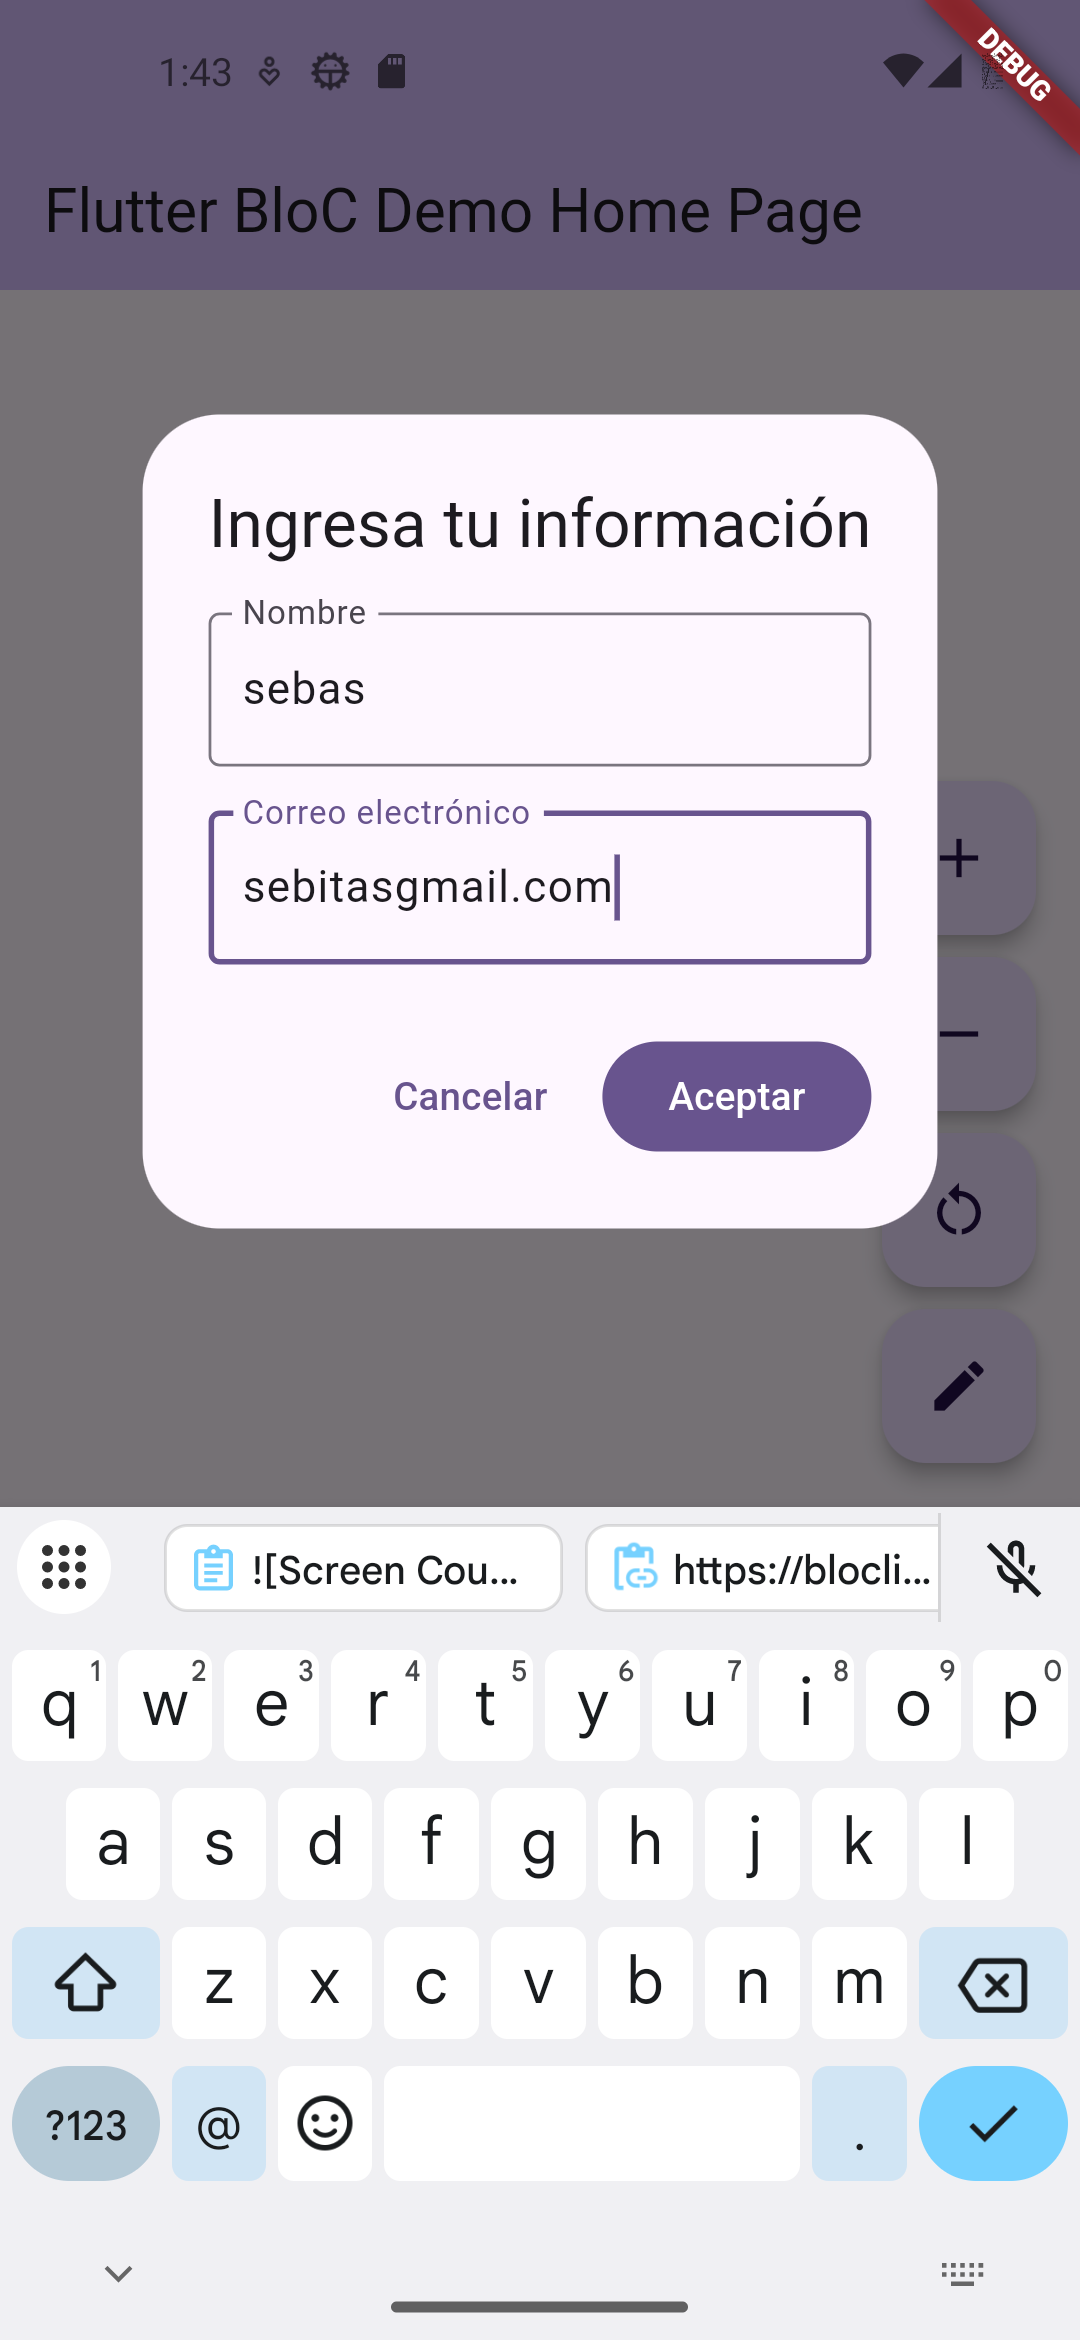 1:43
DEBUG
Flutter BloC Demo Home Page
Ingresa tu información
Nombre
sebas
Correo electrónico
sebitasgmail.com
Cancelar
Aceptar
![Screen Cou...
https://blocli...
q 1 w 2 e 3 r 4 t 5 y 6 u 7 i 8 o 9 p 0
a s d f g h j k l
z x c v b n m
?123 @ .